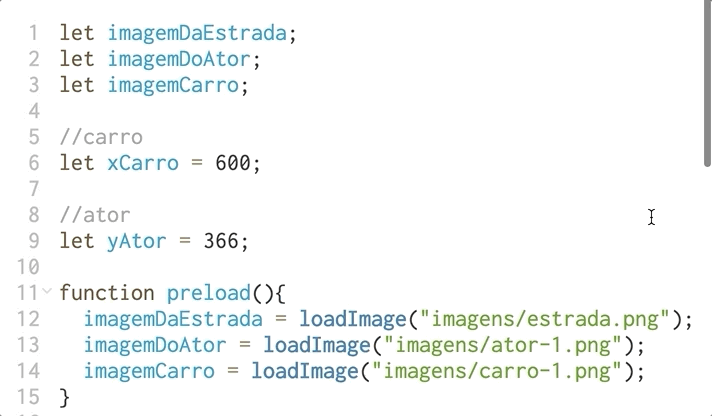 1 let imagemDaEstrada;
2 let imagemDoAtor;
3 let imagemCarro;
4
5 //carro
6 let xCarro = 600;
7
8 //ator
9 let yAtor = 366;
10
11 function preload(){
12 imagemDaEstrada = loadImage("imagens/estrada.png");
13 imagemDoAtor = loadImage("imagens/ator-1.png");
14 imagemCarro = loadImage("imagens/carro-1.png");
15 }